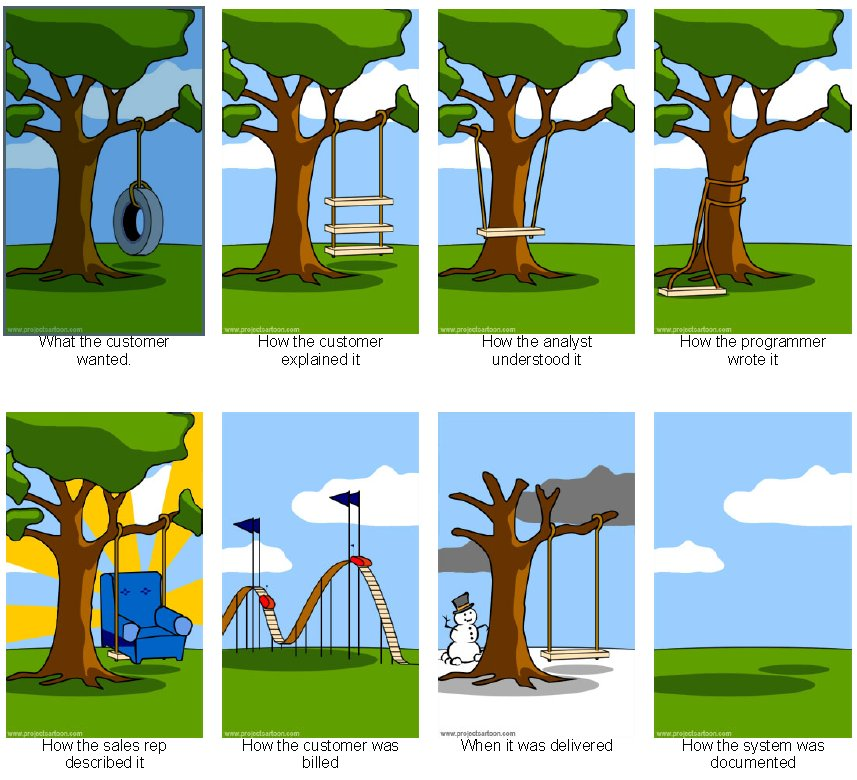 www.projectcartoon.com
www.projectcartoon.com
www.projectcartoon.com
www.projectcartoon.com
What the customer
wanted.
How the customer
explained it
How the analyst
understood it
How the programmer
wrote it
www.projectcartoon.com
www.projectcartoon.com
www.projectcartoon.com
www.projectcartoon.com
How the sales rep
described it
How the customer was
billed
When it was delivered
How the system was
documented